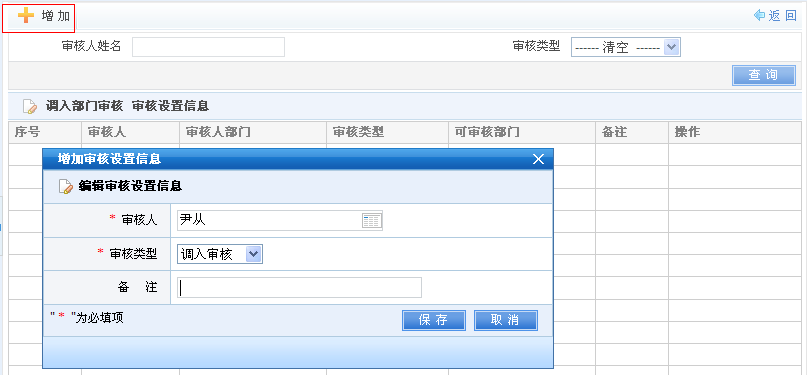 增 加 返 回
审核人姓名 审核类型 ------ 清空 ------
查 询
调入部门审核 审核设置信息
序号 审核人 审核人部门 审核类型 可审核部门 备注 操作
增加审核设置信息
编辑审核设置信息
* 审核人 尹从
* 审核类型 调入审核
备 注
" * "为必填项 保 存 取 消